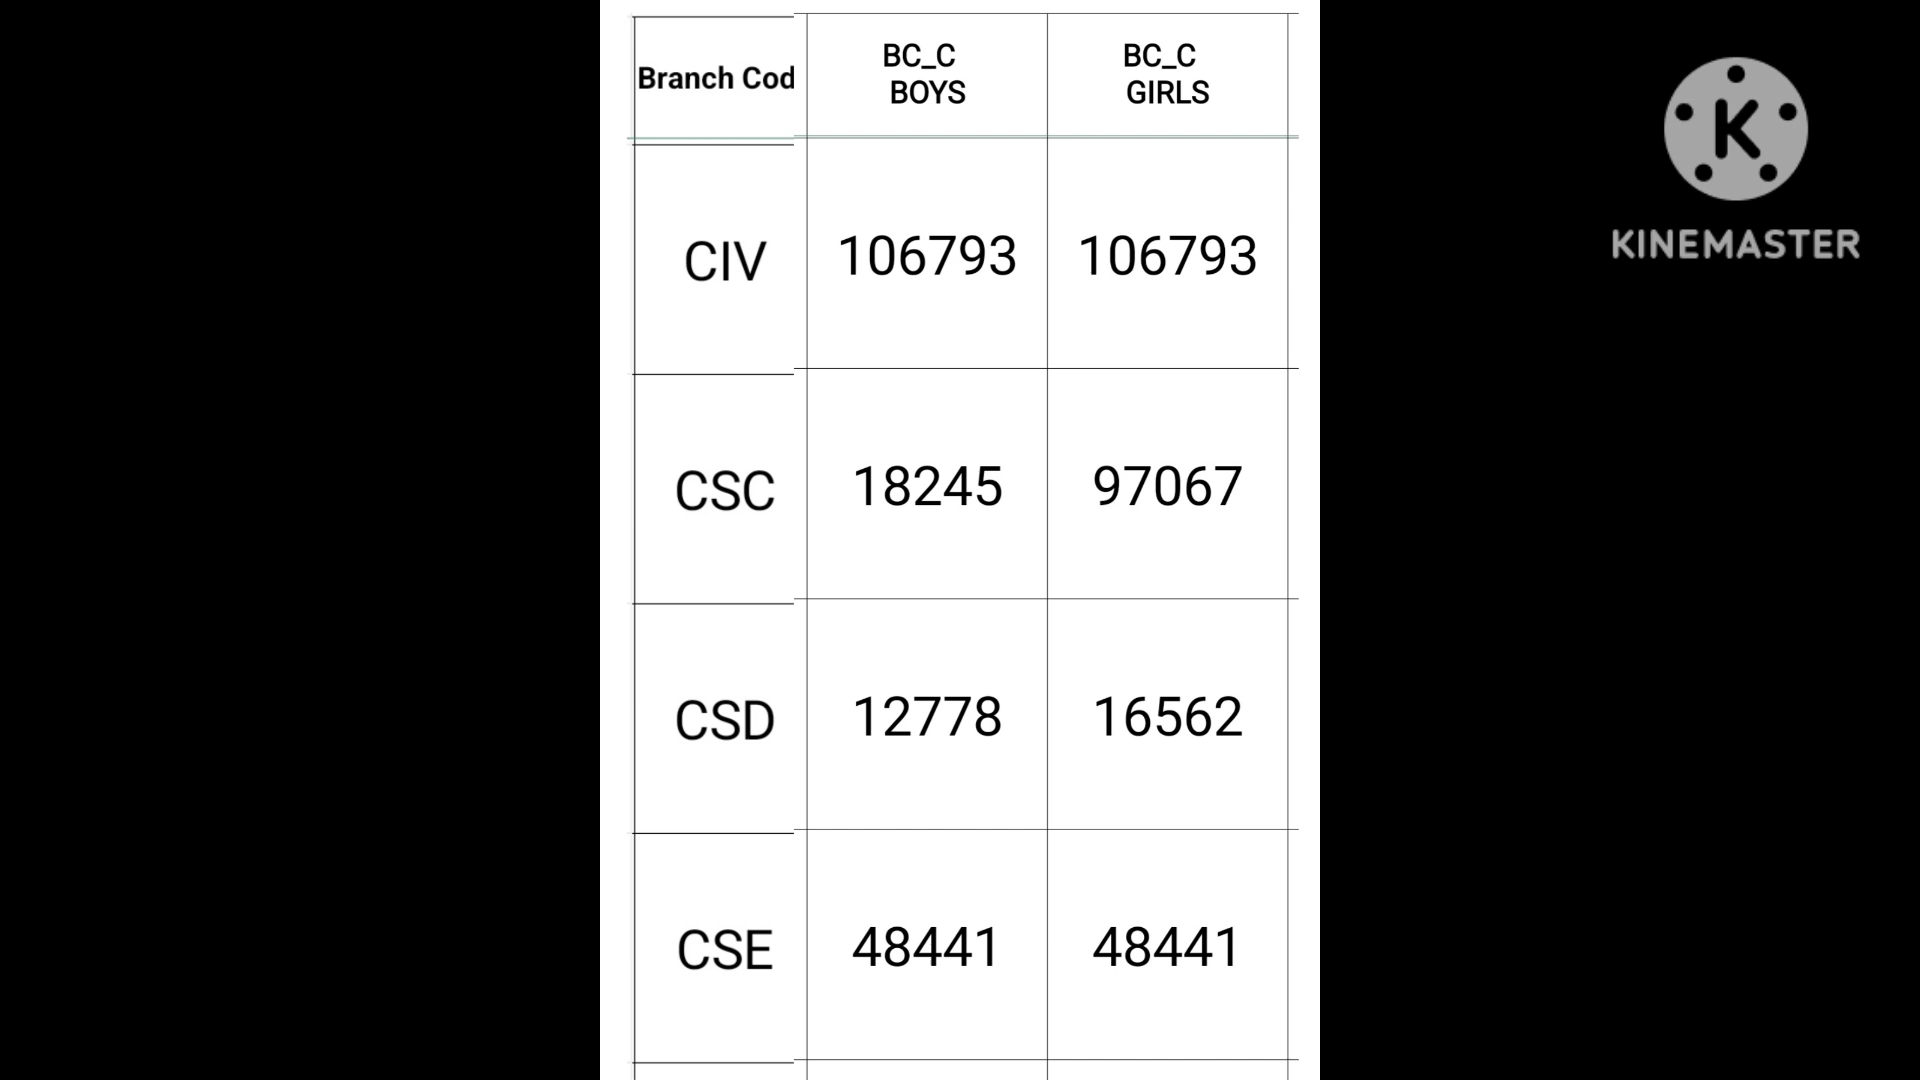 Branch Cod BC_C BOYS BC_C GIRLS
CIV 106793 106793
CSC 18245 97067
CSD 12778 16562
CSE 48441 48441
K
KINEMASTER